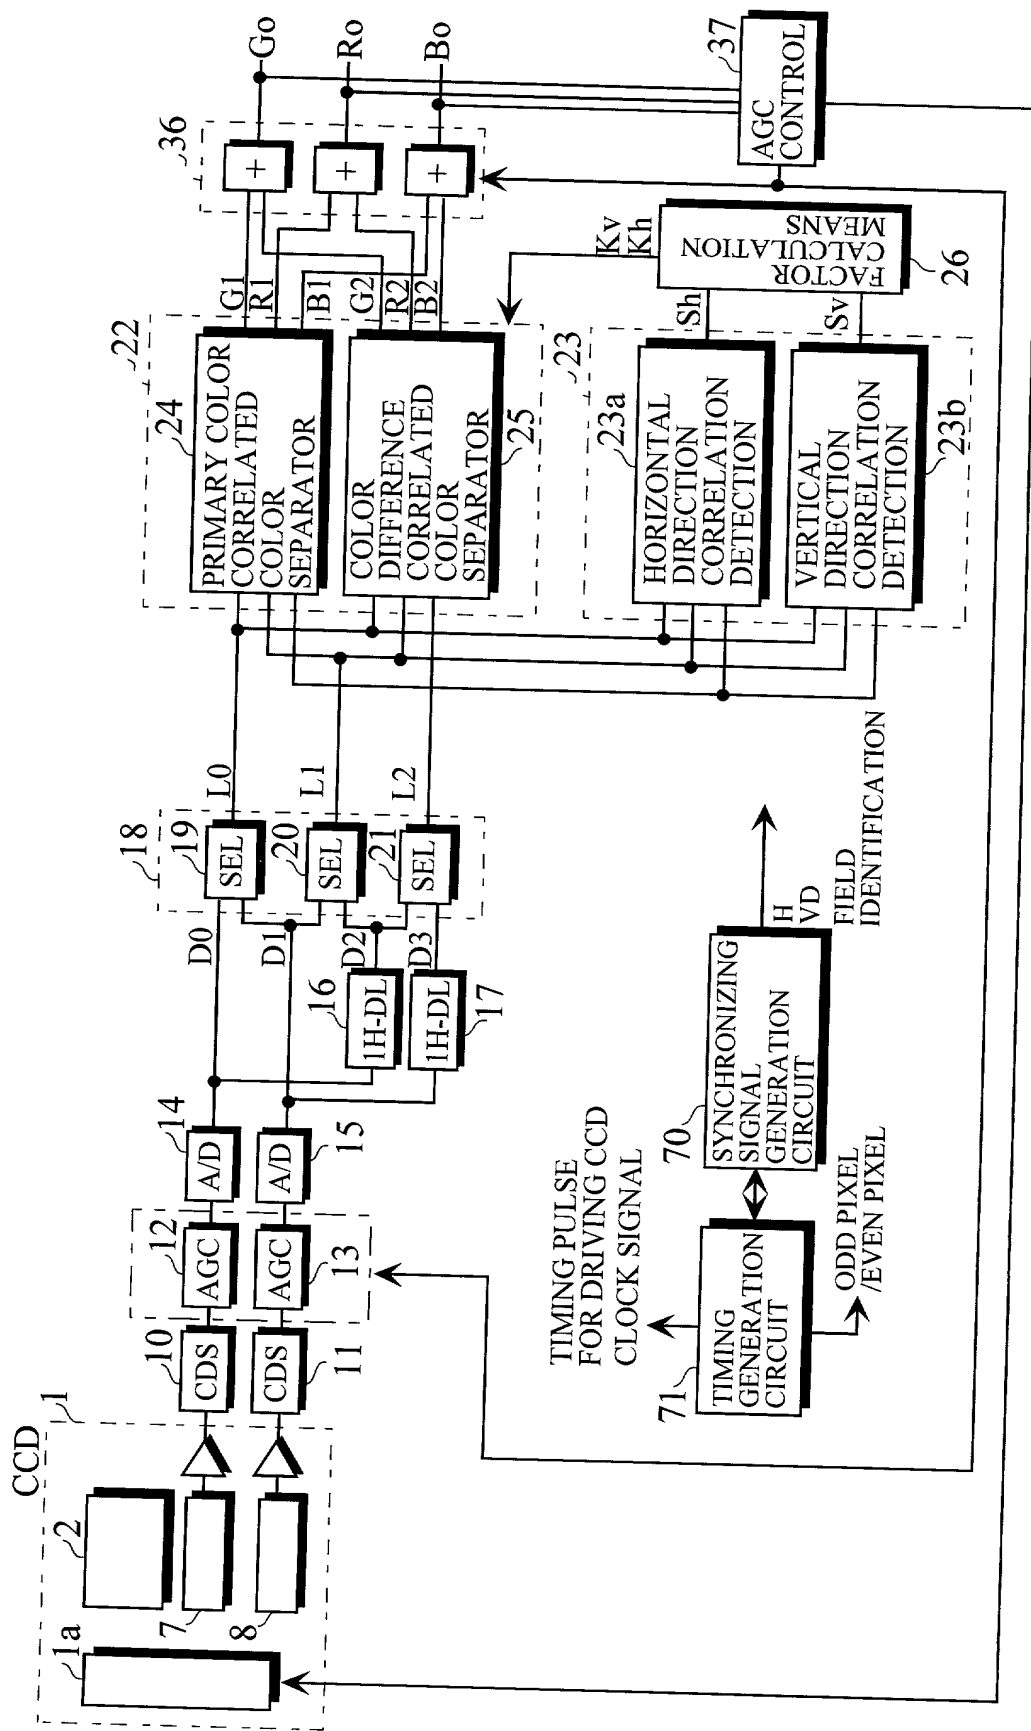 CCD
1
1a
2
7
8
10
CDS
CDS
11
12
AGC
AGC
13
14
A/D
A/D
15
16
1H-DL
1H-DL
17
D0
D1
D2
D3
18
19
SEL
20
SEL
21
SEL
L0
L1
L2
22
24
PRIMARY COLOR
CORRELATED
COLOR
SEPARATOR
COLOR
DIFFERENCE
CORRELATED
COLOR
SEPARATOR
25
G1
R1
B1
G2
R2
B2
36
+
+
+
Go
Ro
Bo
23
23a
HORIZONTAL
DIRECTION
CORRELATION
DETECTION
VERTICAL
DIRECTION
CORRELATION
DETECTION
23b
Sh
Sv
Kv
Kh
FACTOR
CALCULATION
MEANS
26
37
AGC
CONTROL
TIMING PULSE
FOR DRIVING CCD
CLOCK SIGNAL
71
TIMING
GENERATION
CIRCUIT
ODD PIXEL
/EVEN PIXEL
70
SYNCHRONIZING
SIGNAL
GENERATION
CIRCUIT
H
VD
FIELD
IDENTIFICATION